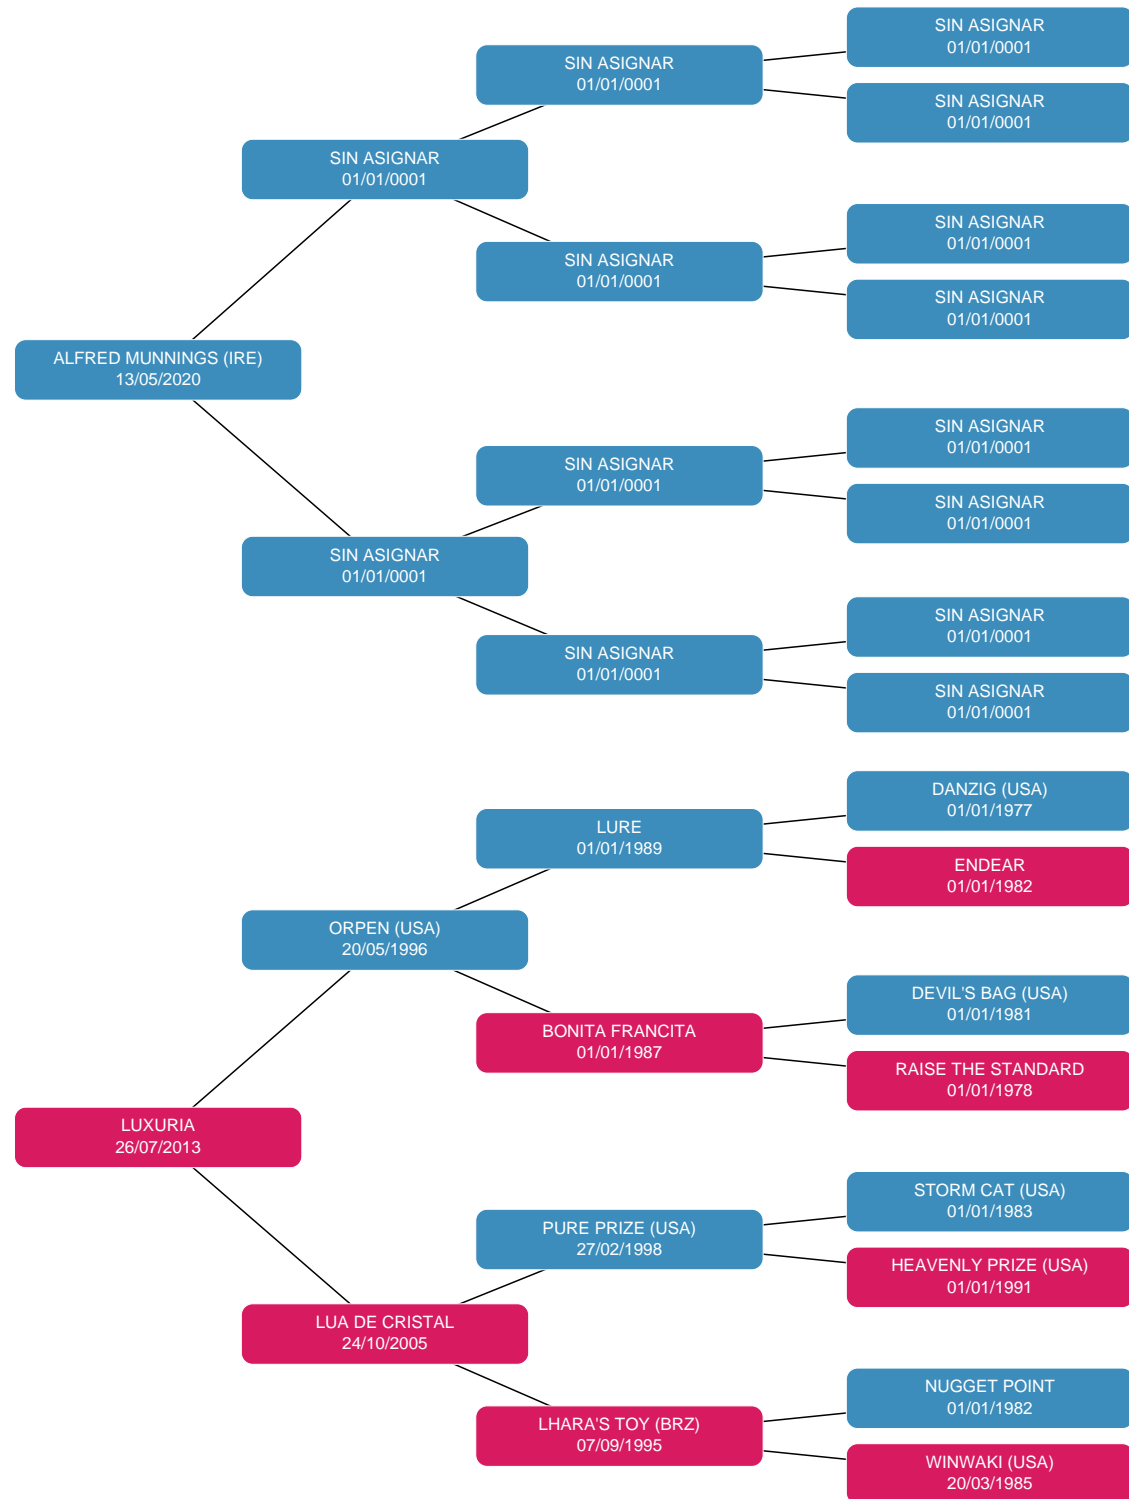 SIN ASIGNAR
01/01/0001
SIN ASIGNAR
01/01/0001
SIN ASIGNAR
01/01/0001
SIN ASIGNAR
01/01/0001
SIN ASIGNAR
01/01/0001
SIN ASIGNAR
01/01/0001
SIN ASIGNAR
01/01/0001
ALFRED MUNNINGS (IRE)
13/05/2020
SIN ASIGNAR
01/01/0001
SIN ASIGNAR
01/01/0001
SIN ASIGNAR
01/01/0001
SIN ASIGNAR
01/01/0001
SIN ASIGNAR
01/01/0001
SIN ASIGNAR
01/01/0001
SIN ASIGNAR
01/01/0001
DANZIG (USA)
01/01/1977
LURE
01/01/1989
ENDEAR
01/01/1982
ORPEN (USA)
20/05/1996
DEVIL'S BAG (USA)
01/01/1981
BONITA FRANCITA
01/01/1987
RAISE THE STANDARD
01/01/1978
LUXURIA
26/07/2013
STORM CAT (USA)
01/01/1983
PURE PRIZE (USA)
27/02/1998
HEAVENLY PRIZE (USA)
01/01/1991
LUA DE CRISTAL
24/10/2005
NUGGET POINT
01/01/1982
LHARA'S TOY (BRZ)
07/09/1995
WINWAKI (USA)
20/03/1985